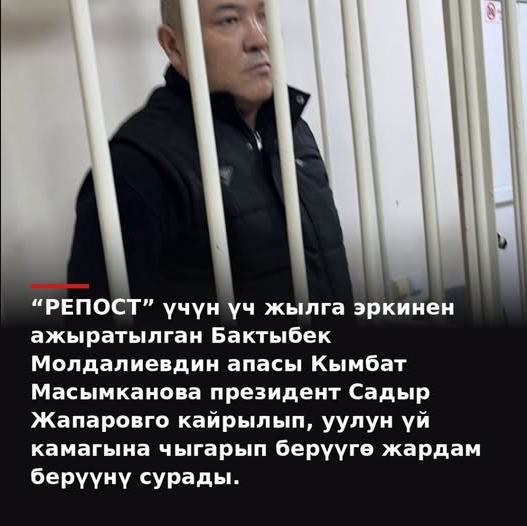 “РЕПОСТ” үчүн үч жылга эркинен
ажыратылган Бактыбек
Молдалиевдин апасы Кымбат
Масымканова президент Садыр
Жапаровго кайрылып, уулун үй
камагына чыгарып берүүгө жардам
берүүнү сурады.